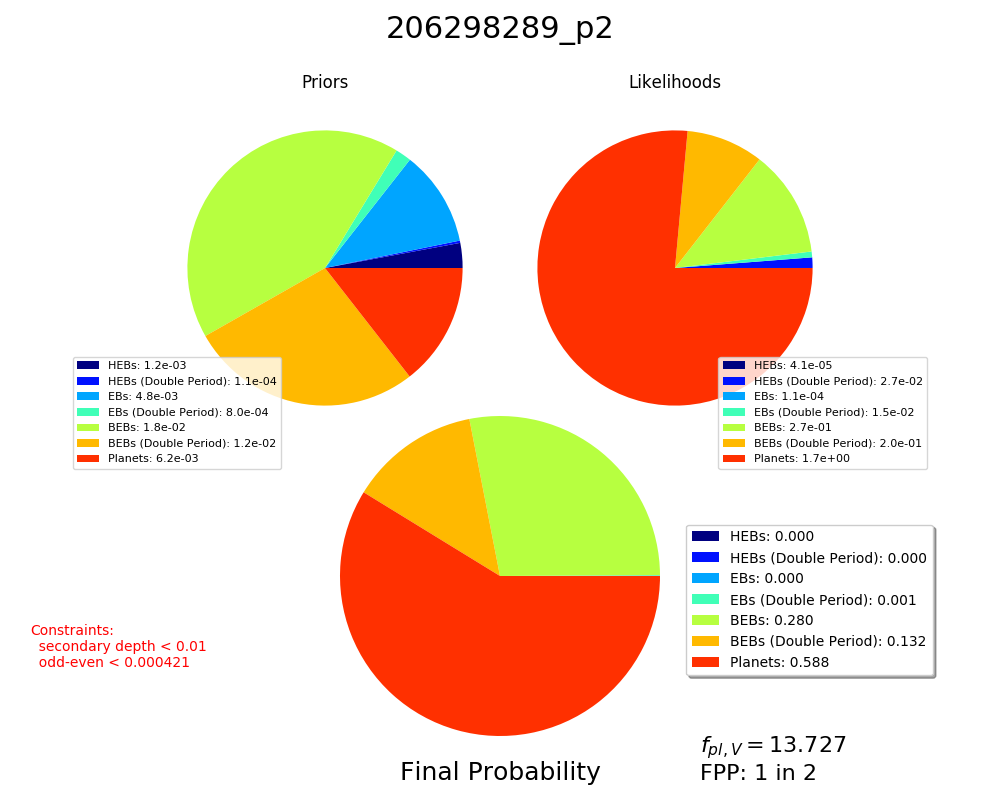 206298289_p2
Priors
Likelihoods
HEBs: 1.2e-03
HEBs (Double Period): 1.1e-04
EBs: 4.8e-03
EBs (Double Period): 8.0e-04
BEBs: 1.8e-02
BEBs (Double Period): 1.2e-02
Planets: 6.2e-03
HEBs: 4.1e-05
HEBs (Double Period): 2.7e-02
EBs: 1.1e-04
EBs (Double Period): 1.5e-02
BEBs: 2.7e-01
BEBs (Double Period): 2.0e-01
Planets: 1.7e+00
HEBs: 0.000
HEBs (Double Period): 0.000
EBs: 0.000
EBs (Double Period): 0.001
BEBs: 0.280
BEBs (Double Period): 0.132
Planets: 0.588
Constraints:
secondary depth < 0.01
odd-even < 0.000421
Final Probability
f_{pl,V} = 13.727
FPP: 1 in 2